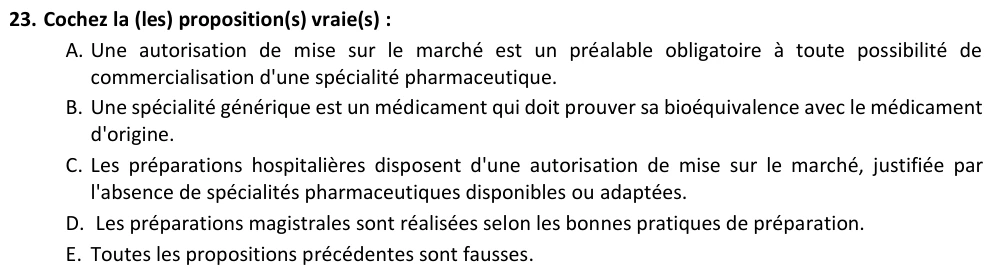 23. Cochez la (les) proposition(s) vraie(s) :
A. Une autorisation de mise sur le marché est un préalable obligatoire à toute possibilité de
commercialisation d'une spécialité pharmaceutique.
B. Une spécialité générique est un médicament qui doit prouver sa bioéquivalence avec le médicament
d'origine.
C. Les préparations hospitalières disposent d'une autorisation de mise sur le marché, justifiée par
l'absence de spécialités pharmaceutiques disponibles ou adaptées.
D. Les préparations magistrales sont réalisées selon les bonnes pratiques de préparation.
E. Toutes les propositions précédentes sont fausses.